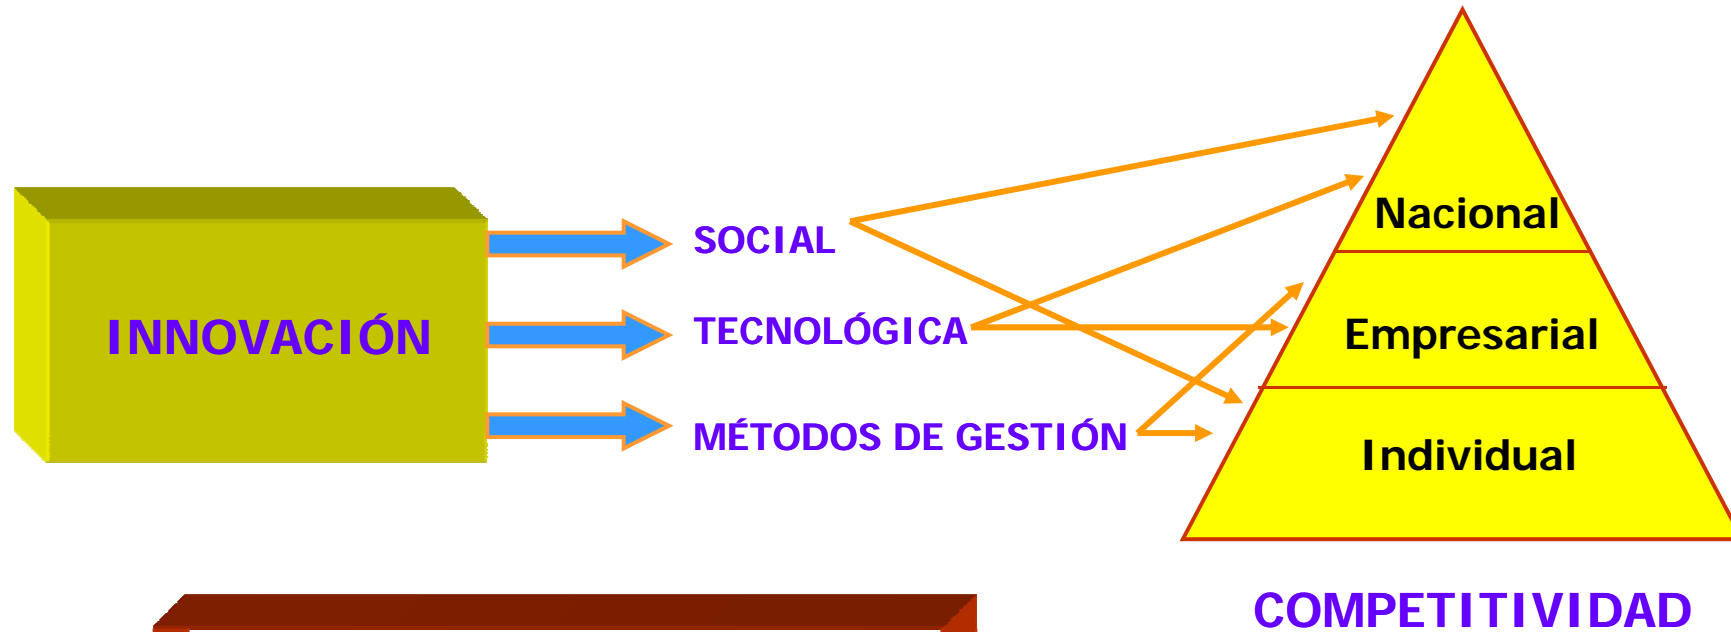 INNOVACIÓN
SOCIAL
TECNOLÓGICA
MÉTODOS DE GESTIÓN
Nacional
Empresarial
Individual
COMPETITIVIDAD